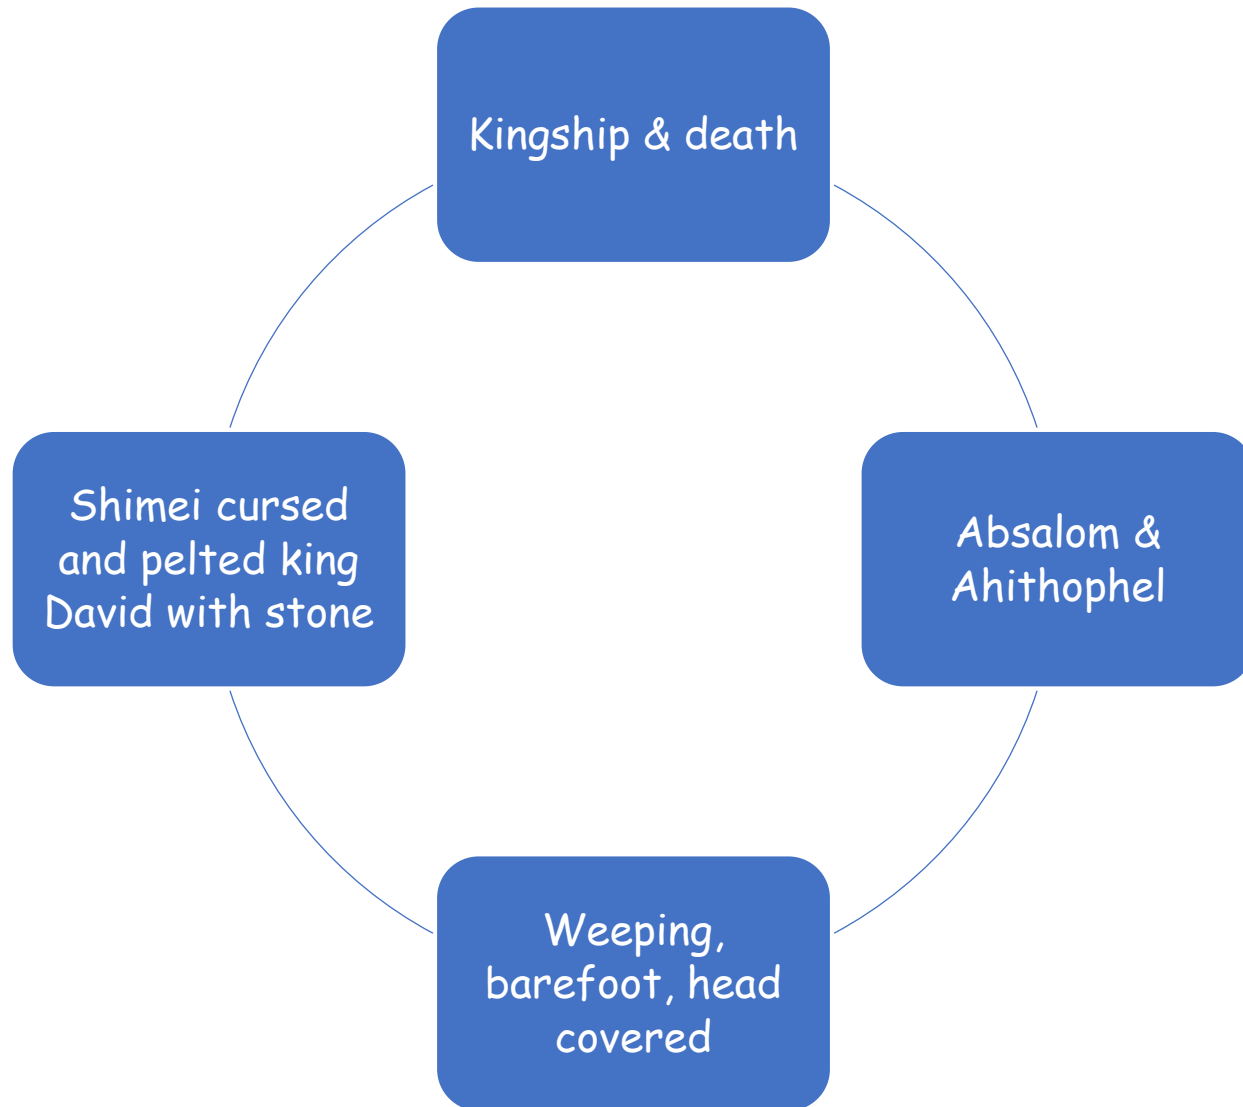 Kingship & death
Absalom &
Ahithophel
Weeping,
barefoot, head
covered
Shimei cursed
and pelted king
David with stone